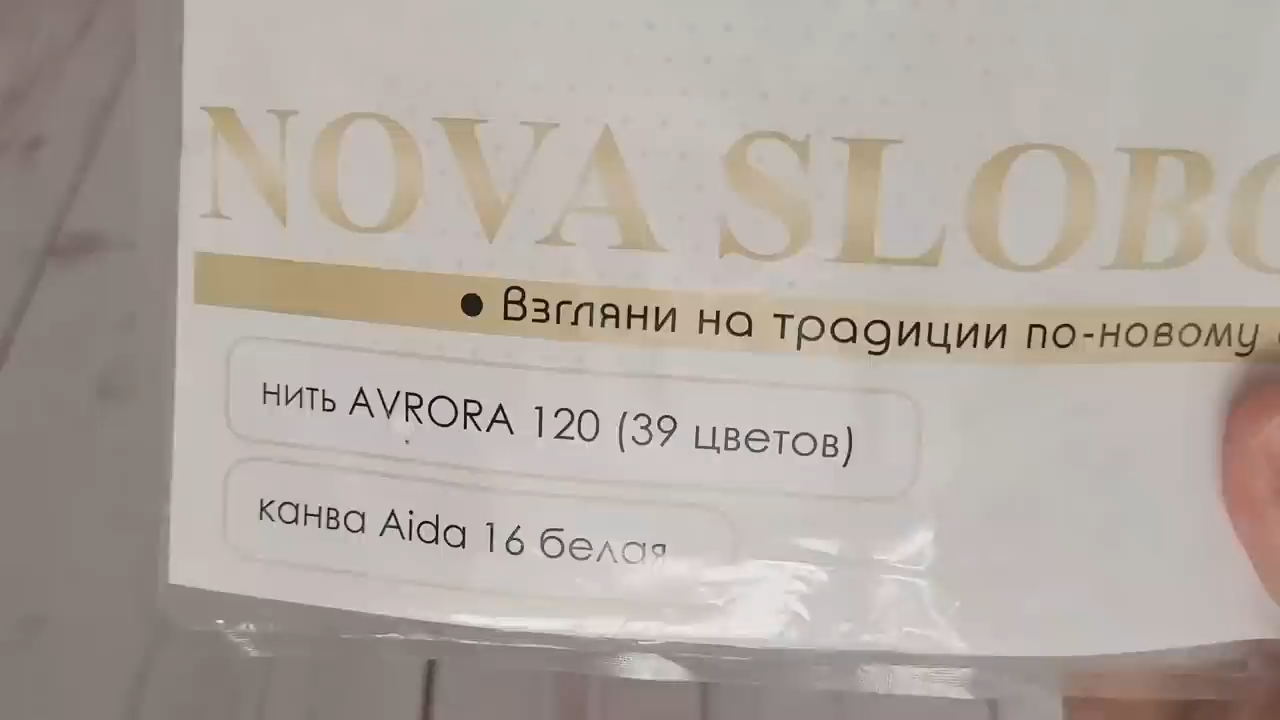 NOVA SLOBO
• Взгляни на традиции по-новому
нить AVRORA 120 (39 цветов)
канва Aida 16 белая